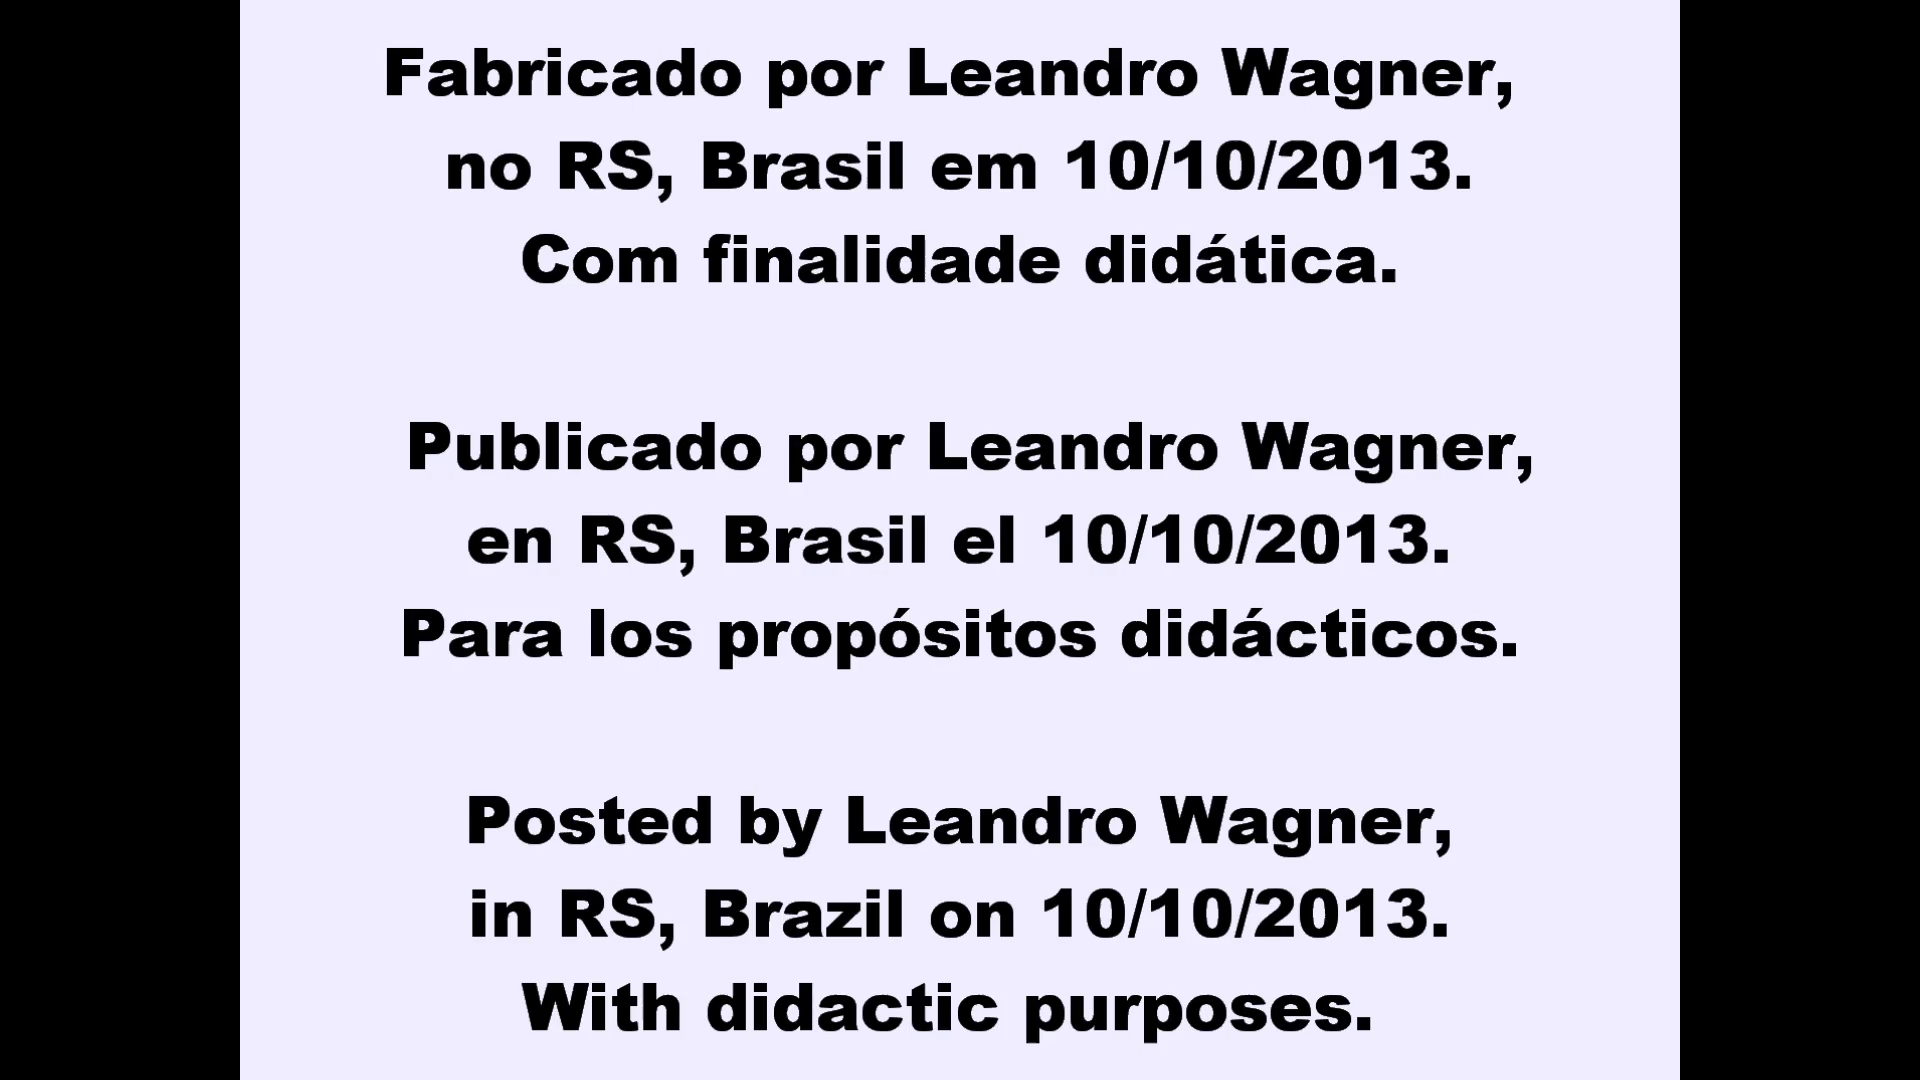 Fabricado por Leandro Wagner,
no RS, Brasil em 10/10/2013.
Com finalidade didática.
Publicado por Leandro Wagner,
en RS, Brasil el 10/10/2013.
Para los propósitos didácticos.
Posted by Leandro Wagner,
in RS, Brazil on 10/10/2013.
With didactic purposes.